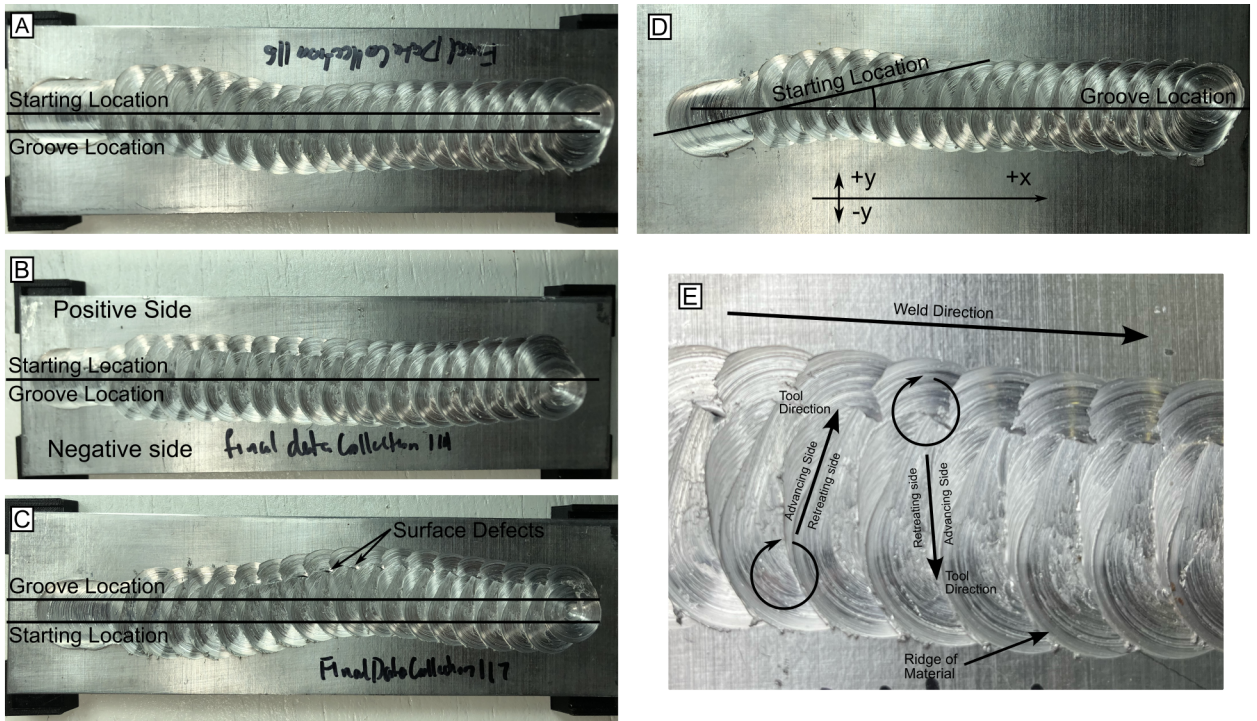 A
Final Data Collection 116
Starting Location
Groove Location
B
Positive Side
Starting Location
Groove Location
Negative side
final data Collection 114
C
Surface Defects
Groove Location
Starting Location
Final Data Collection 117
D
Starting Location
Groove Location
+y
+x
-y
E
Weld Direction
Tool
Direction
Advancing Side
Retreating side
Retreating side
Advancing Side
Tool
Direction
Ridge of
Material